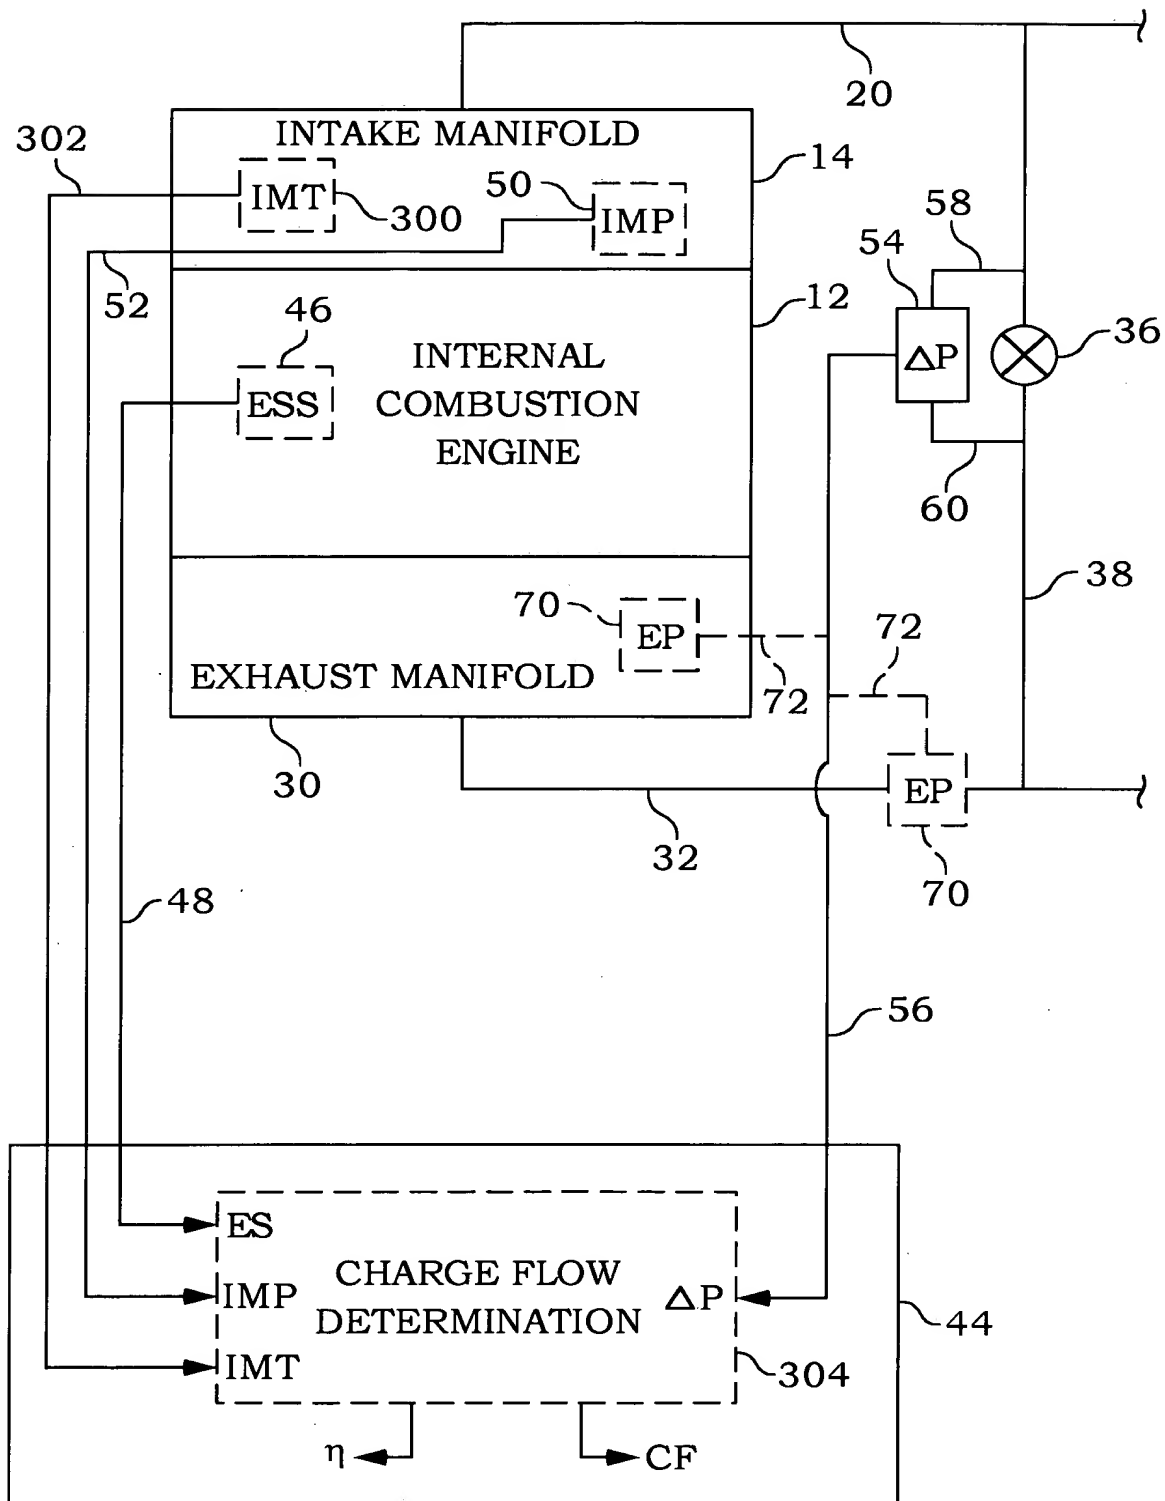 20
INTAKE MANIFOLD
302
14
IMT
300
50
IMP
58
54
52
12
46
ΔP
36
INTERNAL
COMBUSTION
ENGINE
ESS
60
38
70
EP
72
72
EXHAUST MANIFOLD
30
EP
32
70
48
56
ES
CHARGE FLOW
DETERMINATION
IMP
ΔP
44
IMT
304
η
CF